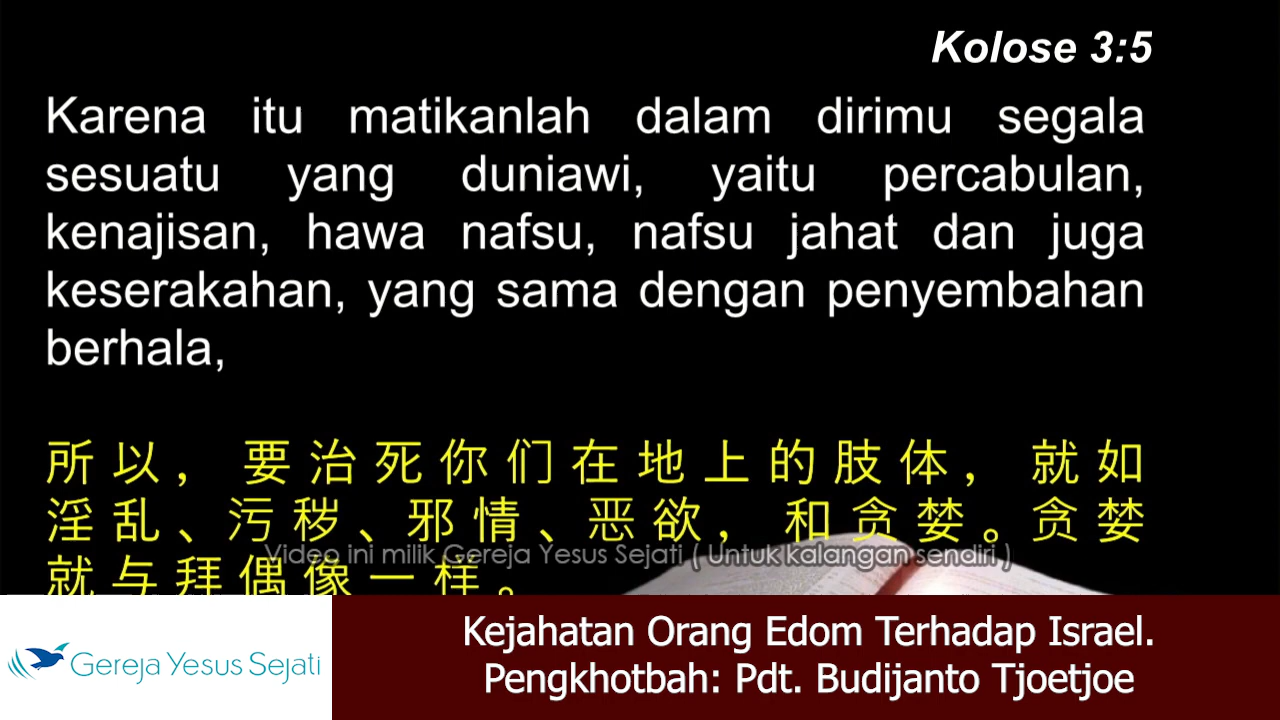 Kolose 3:5
Karena itu matikanlah dalam dirimu segala
sesuatu yang duniawi, yaitu percabulan,
kenajisan, hawa nafsu, nafsu jahat dan juga
keserakahan, yang sama dengan penyembahan
berhala,
所以，要治死你们在地上的肢体，就如
淫乱、污秽、邪情、恶欲，和贪婪。贪婪
就与拜偶像一样。
Video ini milik Gereja Yesus Sejati ( Untuk kalangan sendiri )
Gereja Yesus Sejati
Kejahatan Orang Edom Terhadap Israel.
Pengkhotbah: Pdt. Budijanto Tjoetjoe